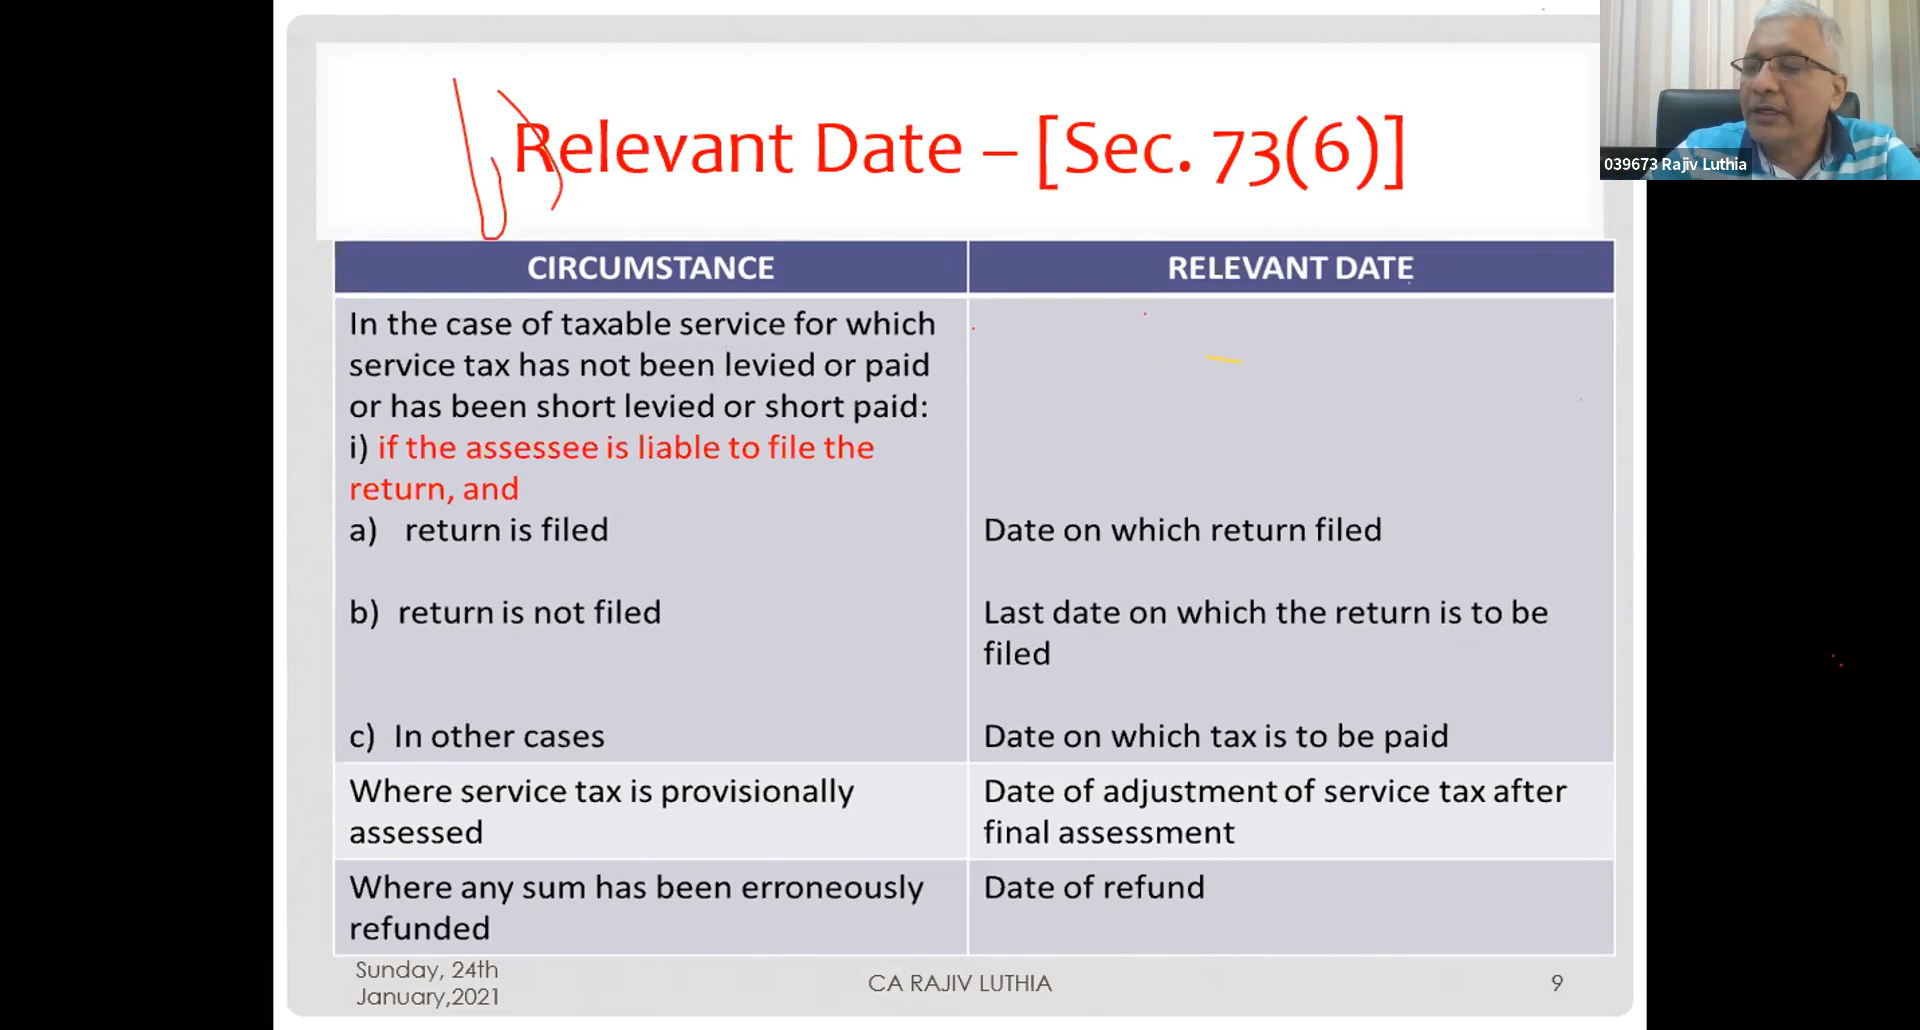 Relevant Date – [Sec. 73(6)]
039673 Rajiv Luthia
CIRCUMSTANCE
RELEVANT DATE
In the case of taxable service for which
service tax has not been levied or paid
or has been short levied or short paid:
i) if the assessee is liable to file the
return, and
a) return is filed
Date on which return filed
b) return is not filed
Last date on which the return is to be
filed
c) In other cases
Date on which tax is to be paid
Where service tax is provisionally
assessed
Date of adjustment of service tax after
final assessment
Where any sum has been erroneously
refunded
Date of refund
Sunday, 24th
January,2021
CA RAJIV LUTHIA
9